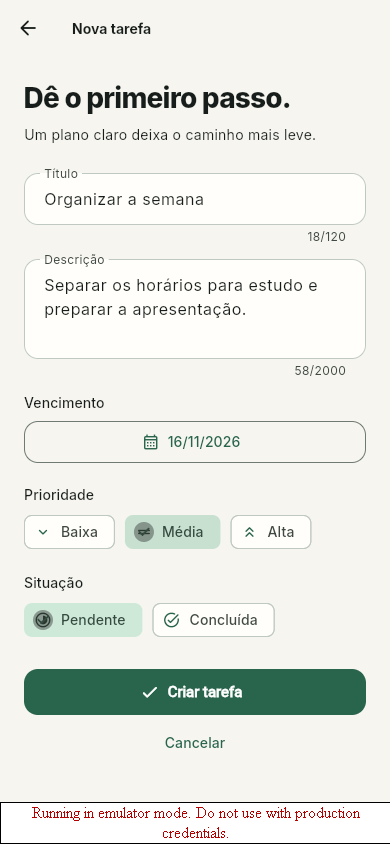 Nova tarefa
Dê o primeiro passo.
Um plano claro deixa o caminho mais leve.
Título
Organizar a semana
18/120
Descrição
Separar os horários para estudo e
preparar a apresentação.
58/2000
Vencimento
16/11/2026
Prioridade
Baixa
Média
Alta
Situação
Pendente
Concluída
Criar tarefa
Cancelar
Running in emulator mode. Do not use with production
credentials.